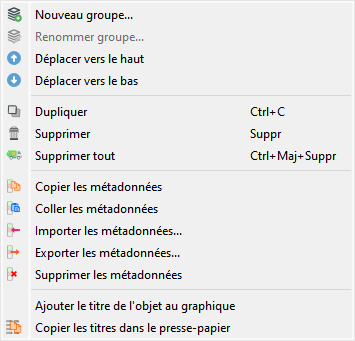 Nouveau groupe...
Renommer groupe...
Déplacer vers le haut
Déplacer vers le bas
Dupliquer Ctrl+C
Supprimer Suppr
Supprimer tout Ctrl+Maj+Suppr
Copier les métadonnées
Coller les métadonnées
Importer les métadonnées...
Exporter les métadonnées...
Supprimer les métadonnées
Ajouter le titre de l'objet au graphique
Copier les titres dans le presse-papier